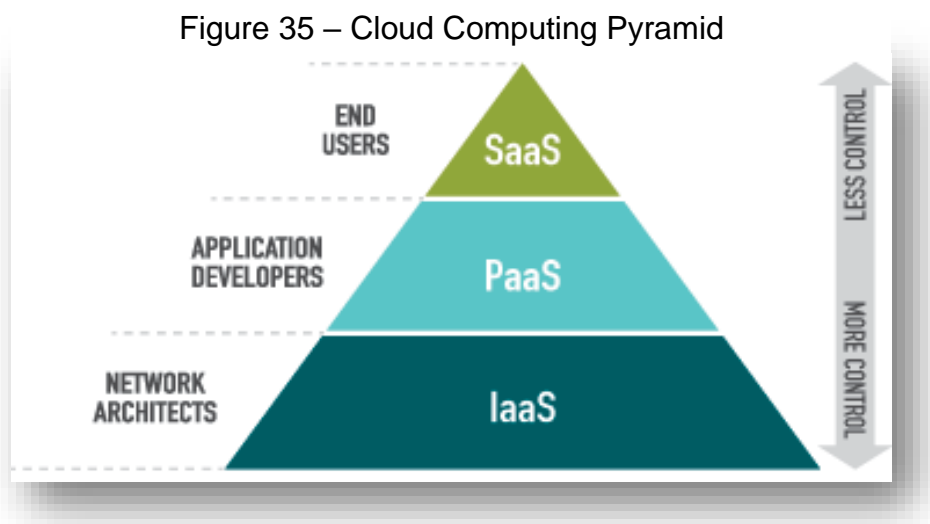 Figure 35 – Cloud Computing Pyramid
END
USERS
SaaS
LESS CONTROL
APPLICATION
DEVELOPERS
PaaS
MORE CONTROL
NETWORK
ARCHITECTS
IaaS